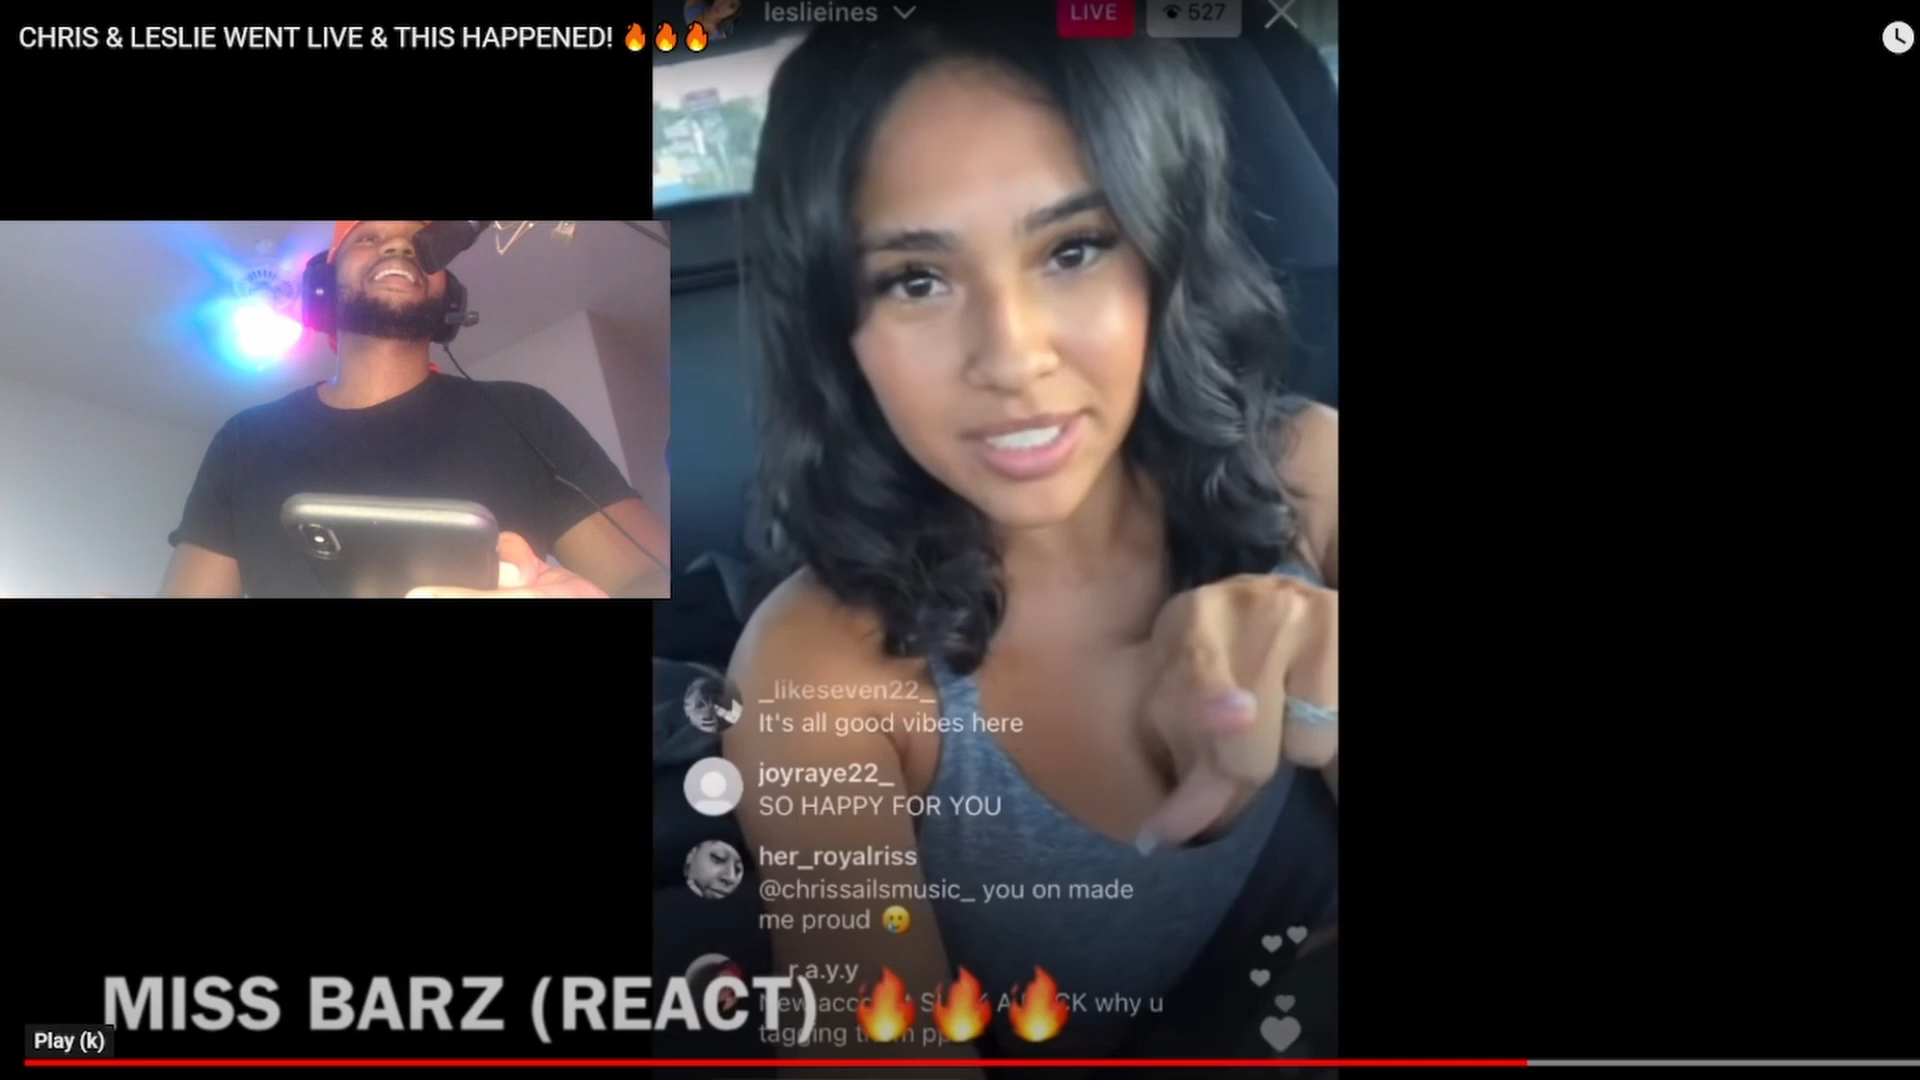 CHRIS & LESLIE WENT LIVE & THIS HAPPENED! 🔥🔥🔥
leslieines
LIVE
527
_likeseven22_
It's all good vibes here
joyraye22_
SO HAPPY FOR YOU
her_royalriss
@chrissailsmusic_ you on made
me proud 🥲
r.a.y.y
why u
MISS BARZ (REACT) 🔥🔥🔥
Play (k)